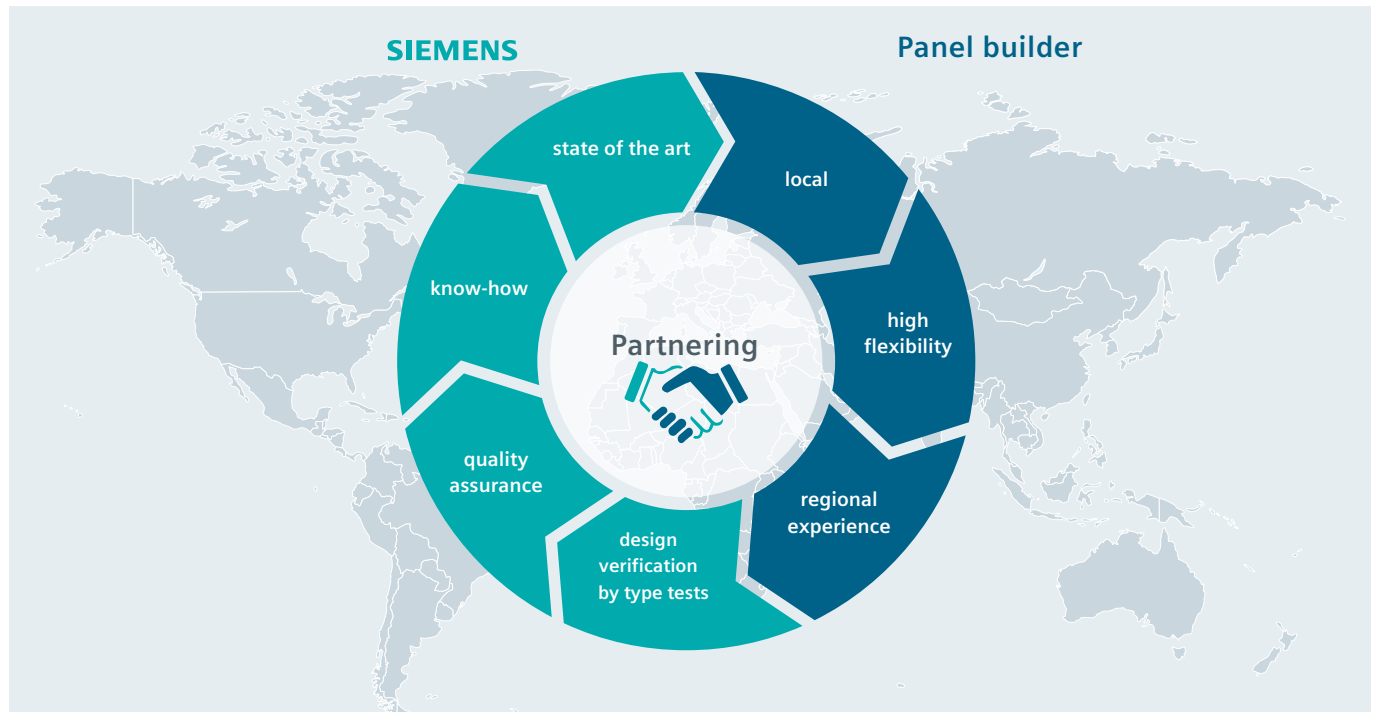 SIEMENS
Panel builder
state of the art
local
know-how
high
flexibility
Partnering
quality
assurance
regional
experience
design
verification
by type tests